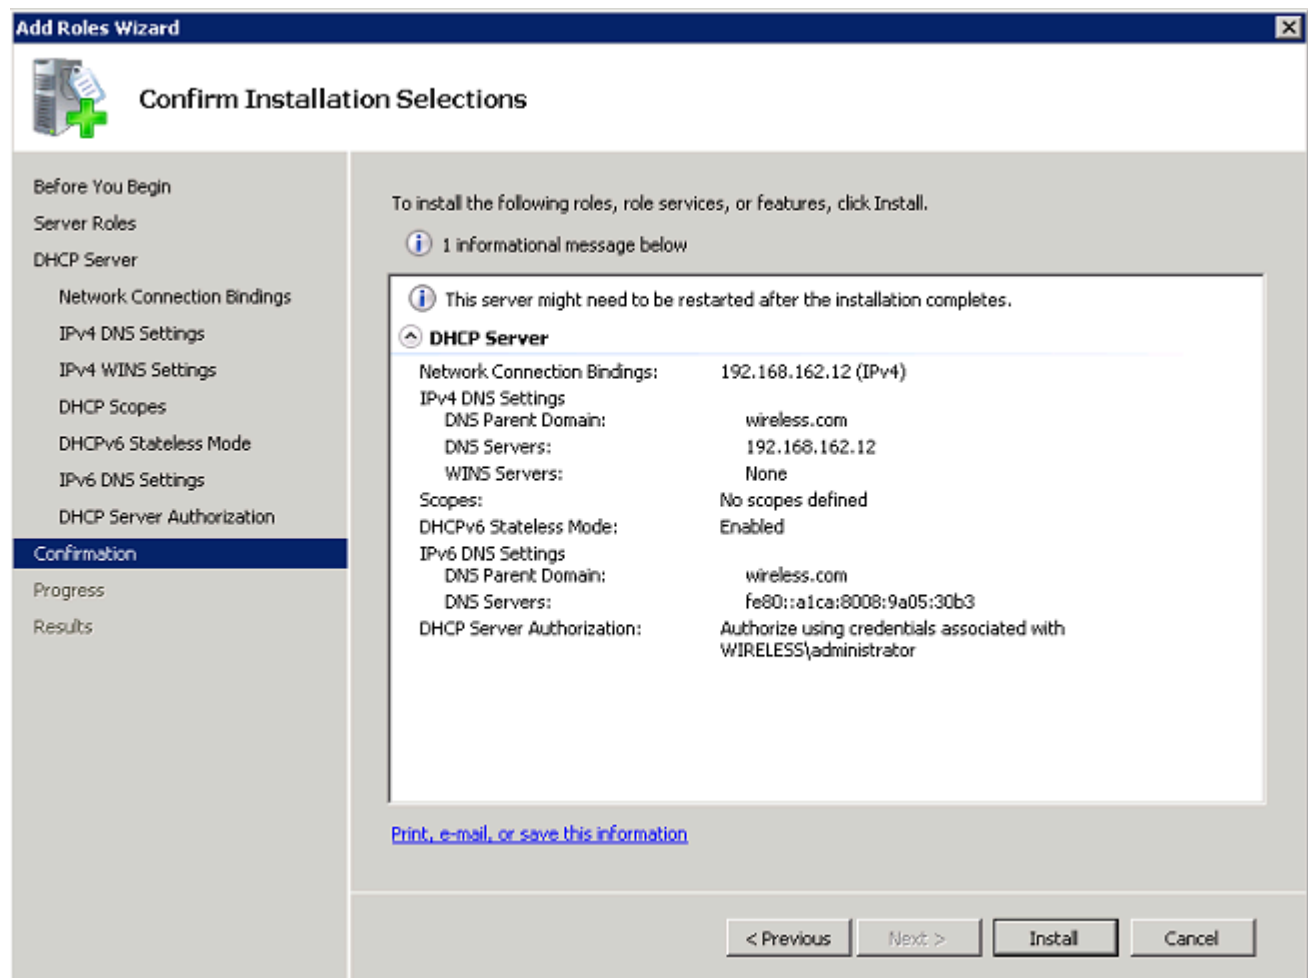 Add Roles Wizard
Confirm Installation Selections
Before You Begin
Server Roles
DHCP Server
Network Connection Bindings
IPv4 DNS Settings
IPv4 WINS Settings
DHCP Scopes
DHCPv6 Stateless Mode
IPv6 DNS Settings
DHCP Server Authorization
Confirmation
Progress
Results
To install the following roles, role services, or features, click Install.
1 informational message below
This server might need to be restarted after the installation completes.
DHCP Server
Network Connection Bindings: 192.168.162.12 (IPv4)
IPv4 DNS Settings
DNS Parent Domain: wireless.com
DNS Servers: 192.168.162.12
WINS Servers: None
Scopes: No scopes defined
DHCPv6 Stateless Mode: Enabled
IPv6 DNS Settings
DNS Parent Domain: wireless.com
DNS Servers: fe80::a1ca:8008:9a05:30b3
DHCP Server Authorization: Authorize using credentials associated with
WIRELESS\administrator
Print, e-mail, or save this information
< Previous Next > Install Cancel